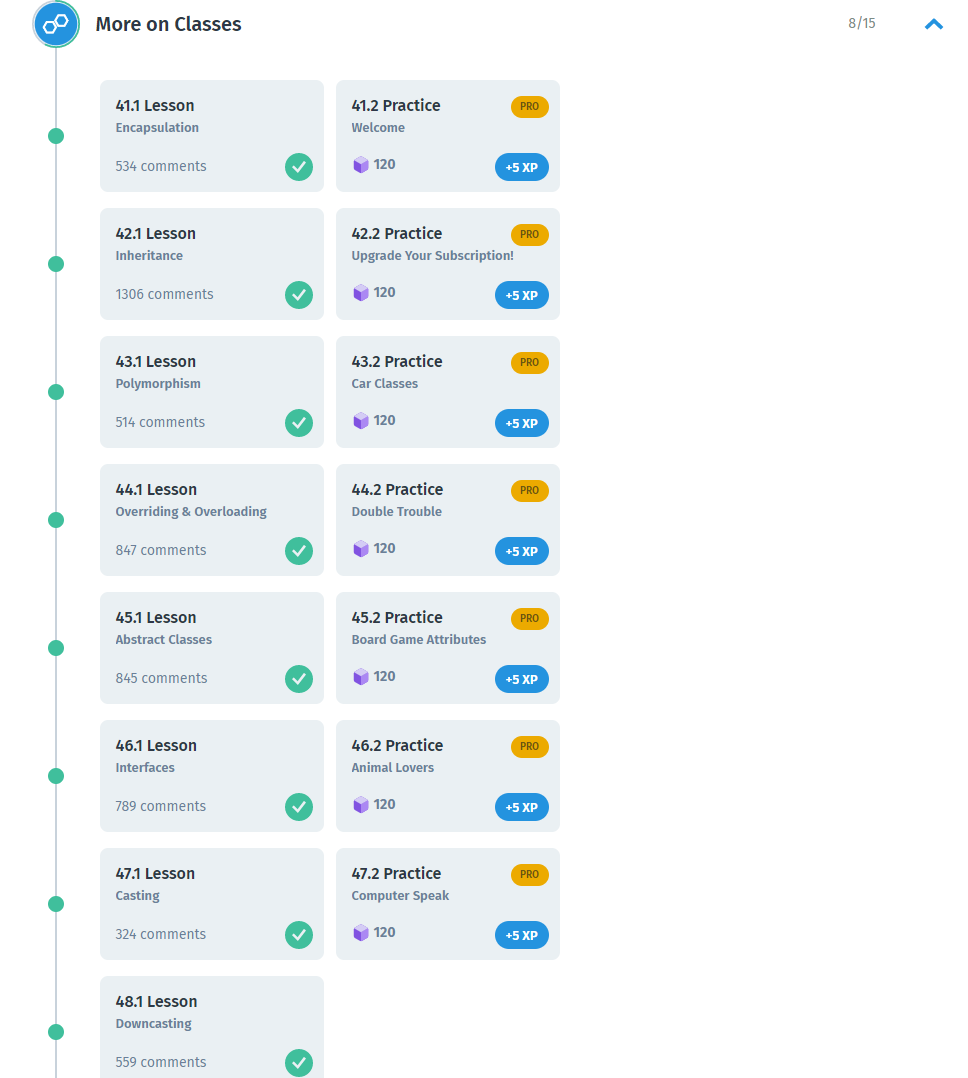 More on Classes
8/15
41.1 Lesson
Encapsulation
534 comments
41.2 Practice
PRO
Welcome
120
+5 XP
42.1 Lesson
Inheritance
1306 comments
42.2 Practice
PRO
Upgrade Your Subscription!
120
+5 XP
43.1 Lesson
Polymorphism
514 comments
43.2 Practice
PRO
Car Classes
120
+5 XP
44.1 Lesson
Overriding & Overloading
847 comments
44.2 Practice
PRO
Double Trouble
120
+5 XP
45.1 Lesson
Abstract Classes
845 comments
45.2 Practice
PRO
Board Game Attributes
120
+5 XP
46.1 Lesson
Interfaces
789 comments
46.2 Practice
PRO
Animal Lovers
120
+5 XP
47.1 Lesson
Casting
324 comments
47.2 Practice
PRO
Computer Speak
120
+5 XP
48.1 Lesson
Downcasting
559 comments